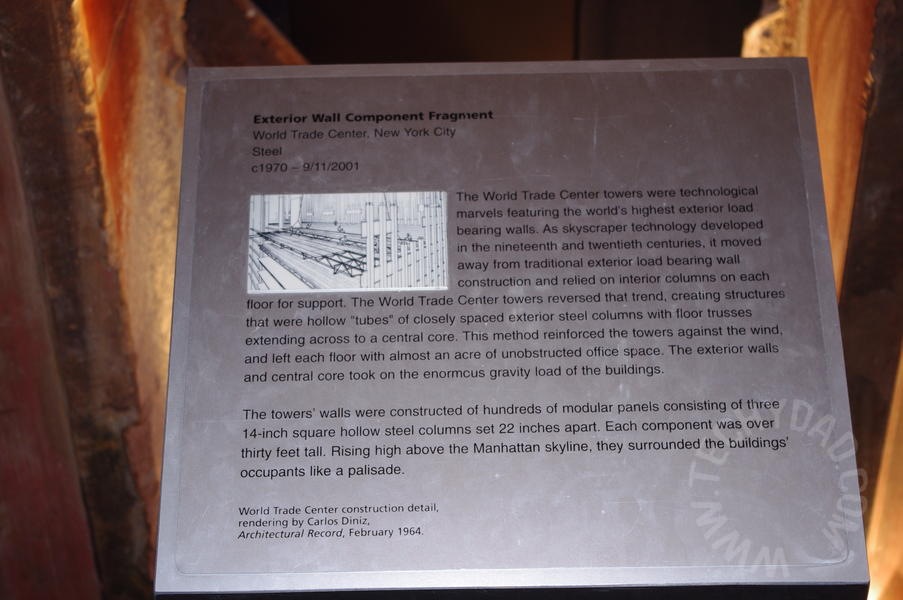 Exterior Wall Component Fragment
World Trade Center, New York City
Steel
c1970 – 9/11/2001
The World Trade Center towers were technological
marvels featuring the world's highest exterior load
bearing walls. As skyscraper technology developed
in the nineteenth and twentieth centuries, it moved
away from traditional exterior load bearing wall
construction and relied on interior columns on each
floor for support. The World Trade Center towers reversed that trend, creating structures
that were hollow "tubes" of closely spaced exterior steel columns with floor trusses
extending across to a central core. This method reinforced the towers against the wind,
and left each floor with almost an acre of unobstructed office space. The exterior walls
and central core took on the enormous gravity load of the buildings.
The towers' walls were constructed of hundreds of modular panels consisting of three
14-inch square hollow steel columns set 22 inches apart. Each component was over
thirty feet tall. Rising high above the Manhattan skyline, they surrounded the buildings'
occupants like a palisade.
World Trade Center construction detail,
rendering by Carlos Diniz,
Architectural Record, February 1964.
WWW.TECHYDAD.COM